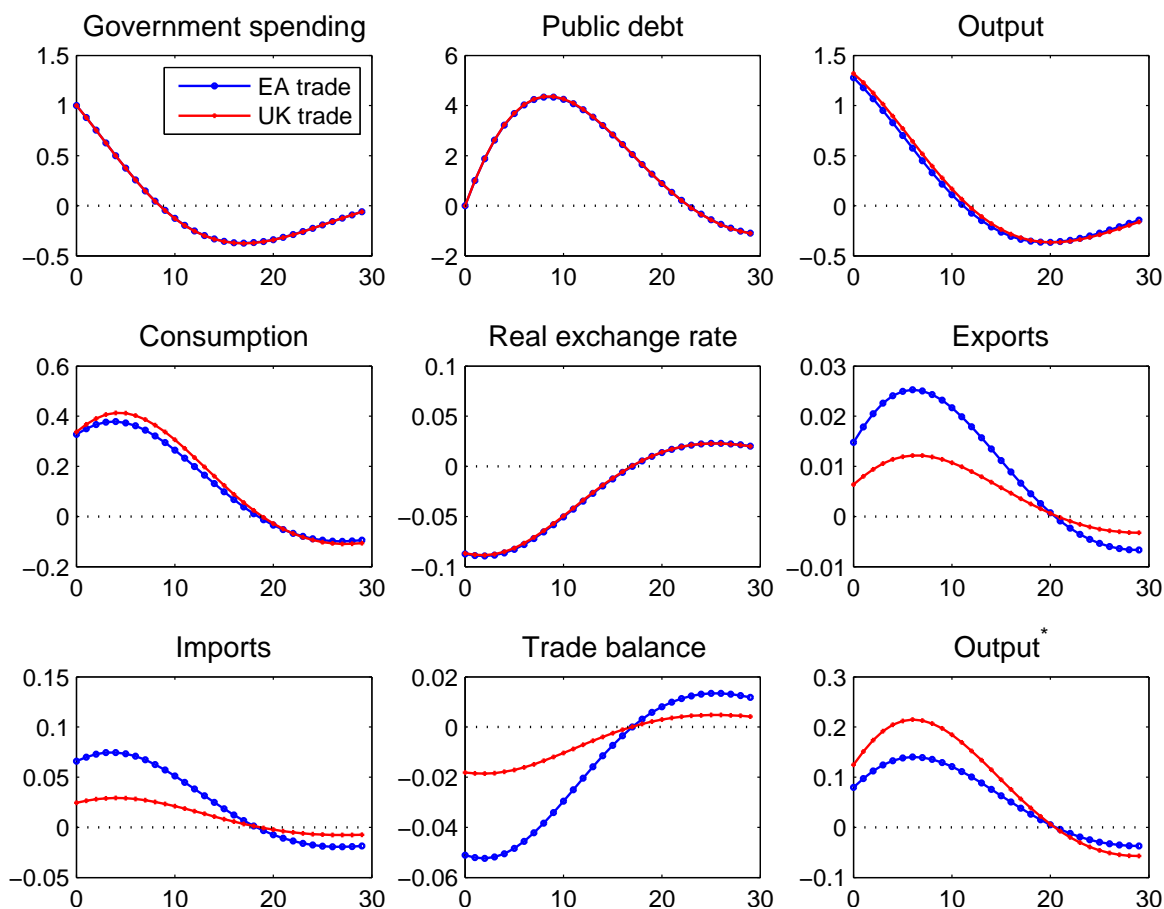 Government spending
Public debt
Output
1.5
1
0.5
0
−0.5
0 10 20 30
EA trade
UK trade
6
4
2
0
−2
0 10 20 30
1.5
1
0.5
0
−0.5
0 10 20 30
Consumption
Real exchange rate
Exports
0.6
0.4
0.2
0
−0.2
0 10 20 30
0.1
0.05
0
−0.05
−0.1
0 10 20 30
0.03
0.02
0.01
0
−0.01
0 10 20 30
Imports
Trade balance
Output*
0.15
0.1
0.05
0
−0.05
0 10 20 30
0.02
0
−0.02
−0.04
−0.06
0 10 20 30
0.3
0.2
0.1
0
−0.1
0 10 20 30